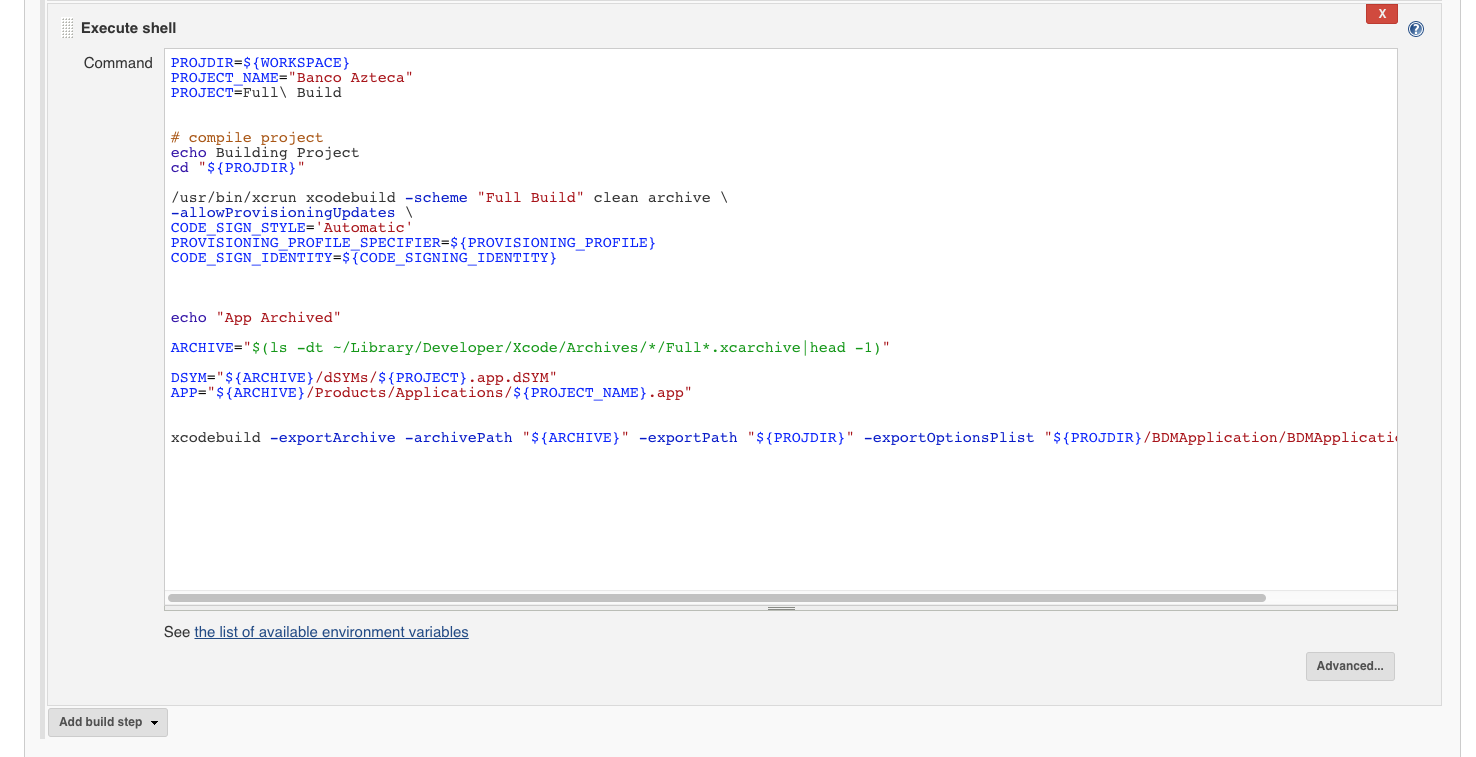 Execute shell
X
?
Command
PROJDIR=${WORKSPACE}
PROJECT_NAME="Banco Azteca"
PROJECT=Full\ Build
# compile project
echo Building Project
cd "${PROJDIR}"
/usr/bin/xcrun xcodebuild -scheme "Full Build" clean archive \
-allowProvisioningUpdates \
CODE_SIGN_STYLE='Automatic'
PROVISIONING_PROFILE_SPECIFIER=${PROVISIONING_PROFILE}
CODE_SIGN_IDENTITY=${CODE_SIGNING_IDENTITY}
echo "App Archived"
ARCHIVE="$(ls -dt ~/Library/Developer/Xcode/Archives/*/Full*.xcarchive|head -1)"
DSYM="${ARCHIVE}/dSYMs/${PROJECT}.app.dSYM"
APP="${ARCHIVE}/Products/Applications/${PROJECT_NAME}.app"
xcodebuild -exportArchive -archivePath "${ARCHIVE}" -exportPath "${PROJDIR}" -exportOptionsPlist "${PROJDIR}/BDMApplication/BDMApplicati
See the list of available environment variables
Advanced...
Add build step